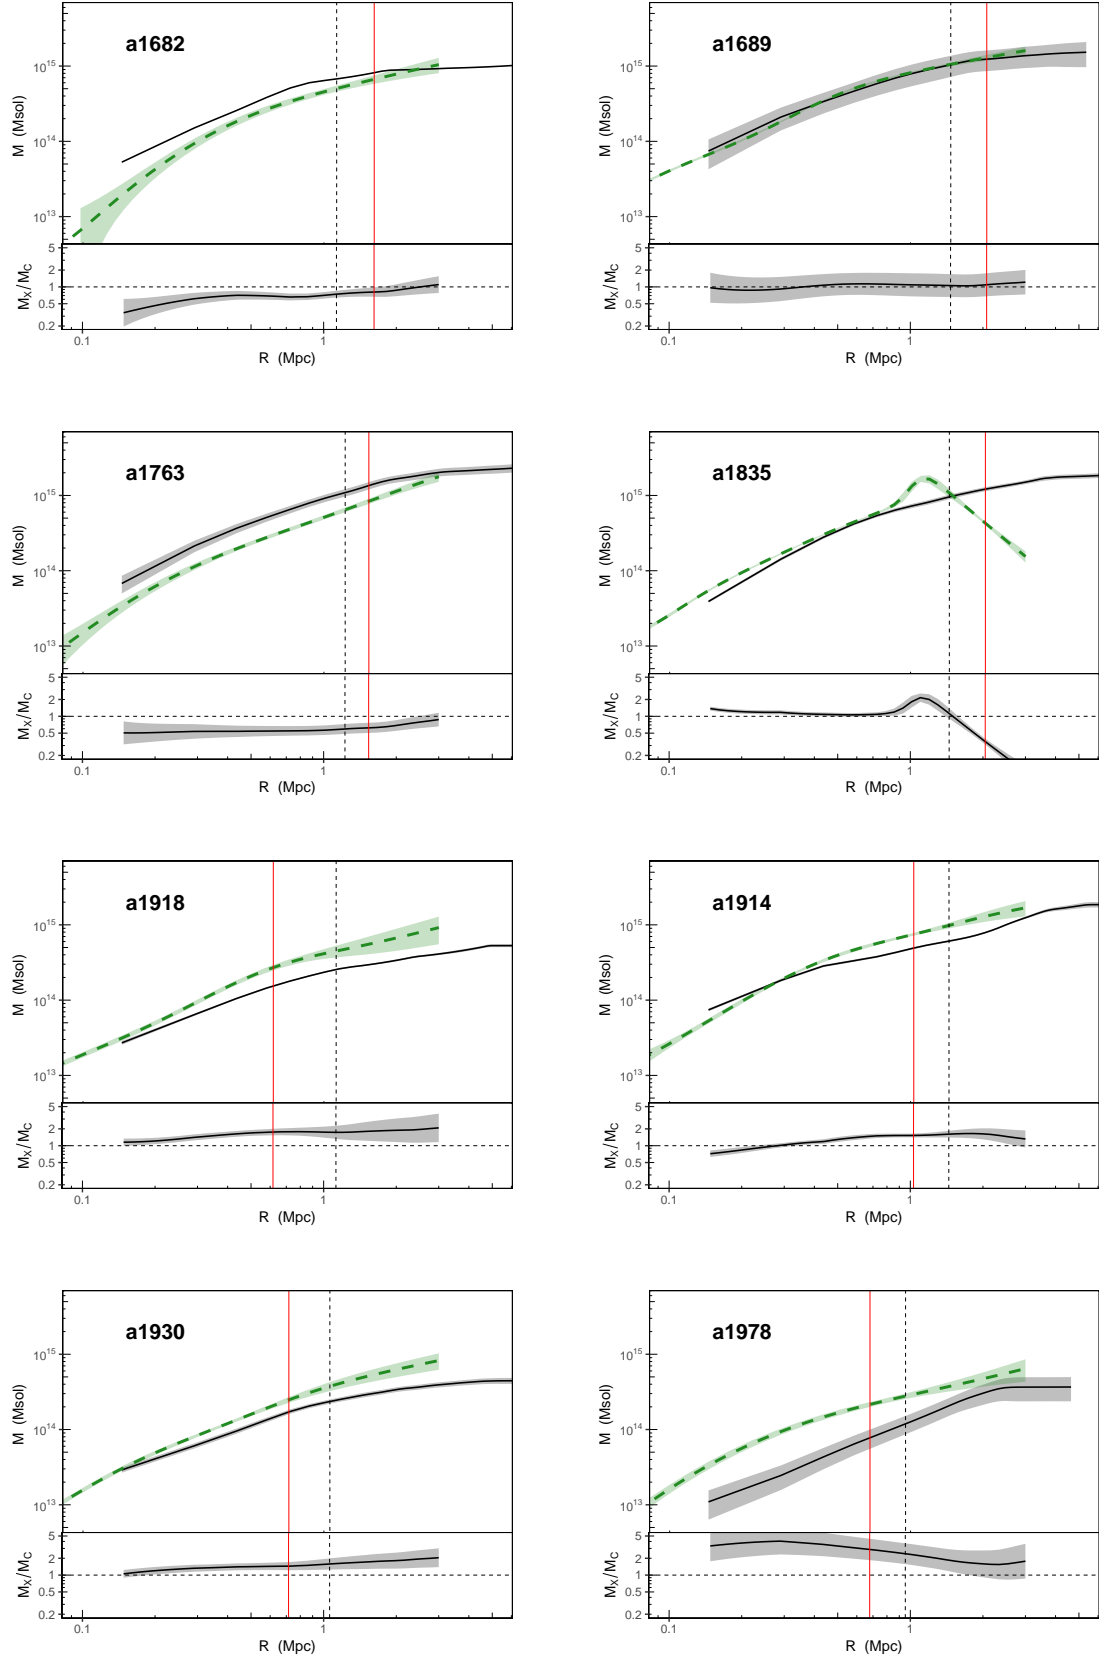 a1682
a1689
10^15
10^14
10^13
M (Msol)
10^15
10^14
10^13
M (Msol)
5
2
1
0.5
0.2
M_X/M_C
5
2
1
0.5
0.2
M_X/M_C
0.1
1
R (Mpc)
0.1
1
R (Mpc)
a1763
a1835
10^15
10^14
10^13
M (Msol)
10^15
10^14
10^13
M (Msol)
5
2
1
0.5
0.2
M_X/M_C
5
2
1
0.5
0.2
M_X/M_C
0.1
1
R (Mpc)
0.1
1
R (Mpc)
a1918
a1914
10^15
10^14
10^13
M (Msol)
10^15
10^14
10^13
M (Msol)
5
2
1
0.5
0.2
M_X/M_C
5
2
1
0.5
0.2
M_X/M_C
0.1
1
R (Mpc)
0.1
1
R (Mpc)
a1930
a1978
10^15
10^14
10^13
M (Msol)
10^15
10^14
10^13
M (Msol)
5
2
1
0.5
0.2
M_X/M_C
5
2
1
0.5
0.2
M_X/M_C
0.1
1
R (Mpc)
0.1
1
R (Mpc)